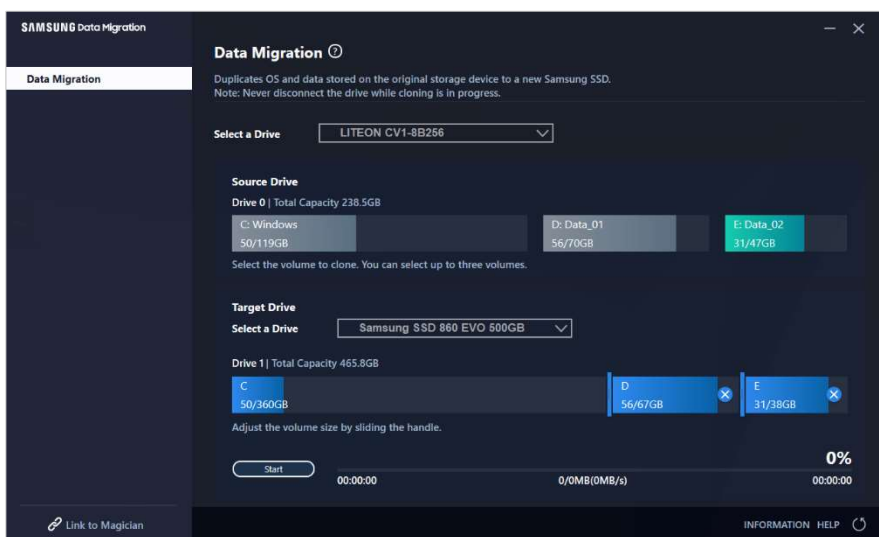 SAMSUNG Data Migration
Data Migration
Data Migration ?
Duplicates OS and data stored on the original storage device to a new Samsung SSD.
Note: Never disconnect the drive while cloning is in progress.
Select a Drive LITEON CV1-8B256
Source Drive
Drive 0 | Total Capacity 238.5GB
C: Windows D: Data_01 E: Data_02
50/119GB 56/70GB 31/47GB
Select the volume to clone. You can select up to three volumes.
Target Drive
Select a Drive Samsung SSD 860 EVO 500GB
Drive 1 | Total Capacity 465.8GB
C D E
50/360GB 56/67GB 31/38GB
Adjust the volume size by sliding the handle.
0%
Start
00:00:00 0/0MB(0MB/s) 00:00:00
Link to Magician INFORMATION HELP